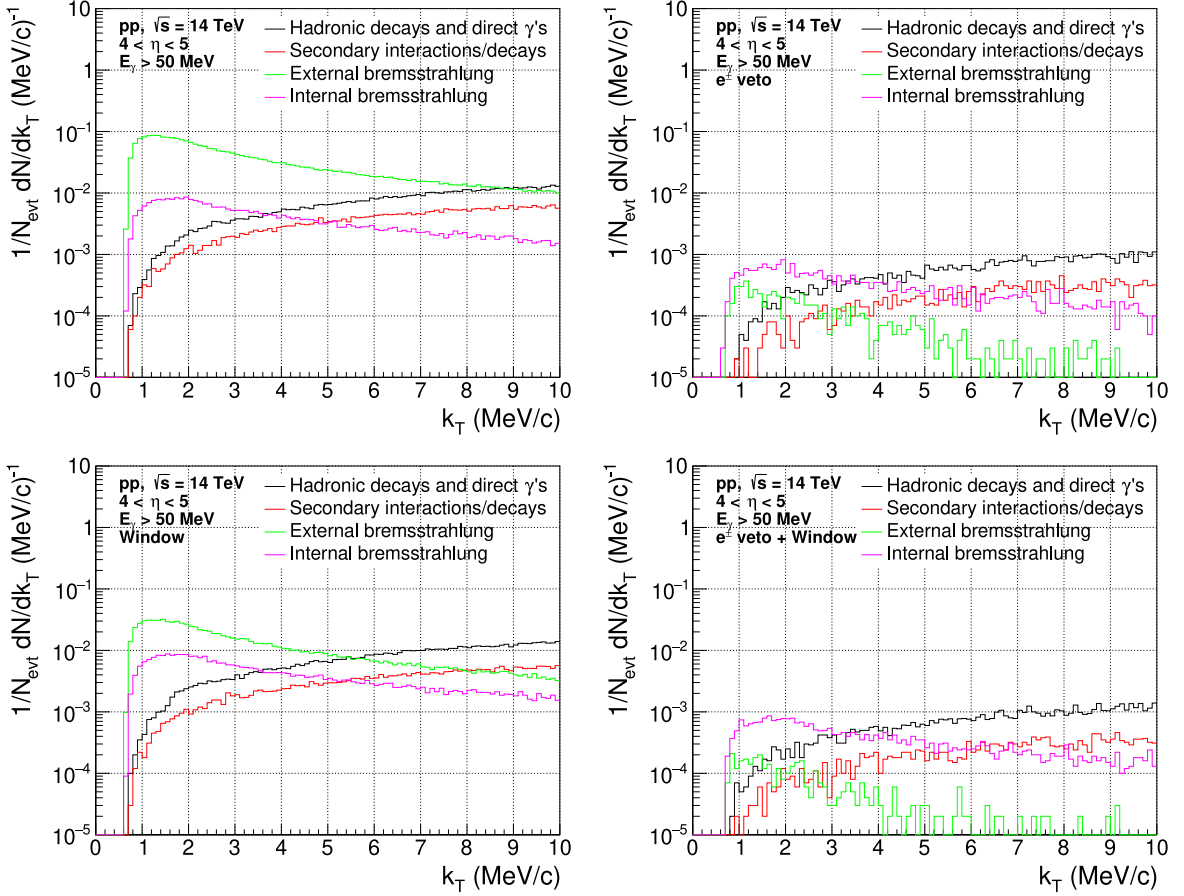 pp, √s = 14 TeV
4 < η < 5
Eγ > 50 MeV
Hadronic decays and direct γ's
Secondary interactions/decays
External bremsstrahlung
Internal bremsstrahlung
1/N_evt dN/dk_T (MeV/c)^-1
10
1
10^-1
10^-2
10^-3
10^-4
10^-5
0 1 2 3 4 5 6 7 8 9 10
k_T (MeV/c)
pp, √s = 14 TeV
4 < η < 5
Eγ > 50 MeV
e± veto
Hadronic decays and direct γ's
Secondary interactions/decays
External bremsstrahlung
Internal bremsstrahlung
1/N_evt dN/dk_T (MeV/c)^-1
10
1
10^-1
10^-2
10^-3
10^-4
10^-5
0 1 2 3 4 5 6 7 8 9 10
k_T (MeV/c)
pp, √s = 14 TeV
4 < η < 5
Eγ > 50 MeV
Window
Hadronic decays and direct γ's
Secondary interactions/decays
External bremsstrahlung
Internal bremsstrahlung
1/N_evt dN/dk_T (MeV/c)^-1
10
1
10^-1
10^-2
10^-3
10^-4
10^-5
0 1 2 3 4 5 6 7 8 9 10
k_T (MeV/c)
pp, √s = 14 TeV
4 < η < 5
Eγ > 50 MeV
e± veto + Window
Hadronic decays and direct γ's
Secondary interactions/decays
External bremsstrahlung
Internal bremsstrahlung
1/N_evt dN/dk_T (MeV/c)^-1
10
1
10^-1
10^-2
10^-3
10^-4
10^-5
0 1 2 3 4 5 6 7 8 9 10
k_T (MeV/c)